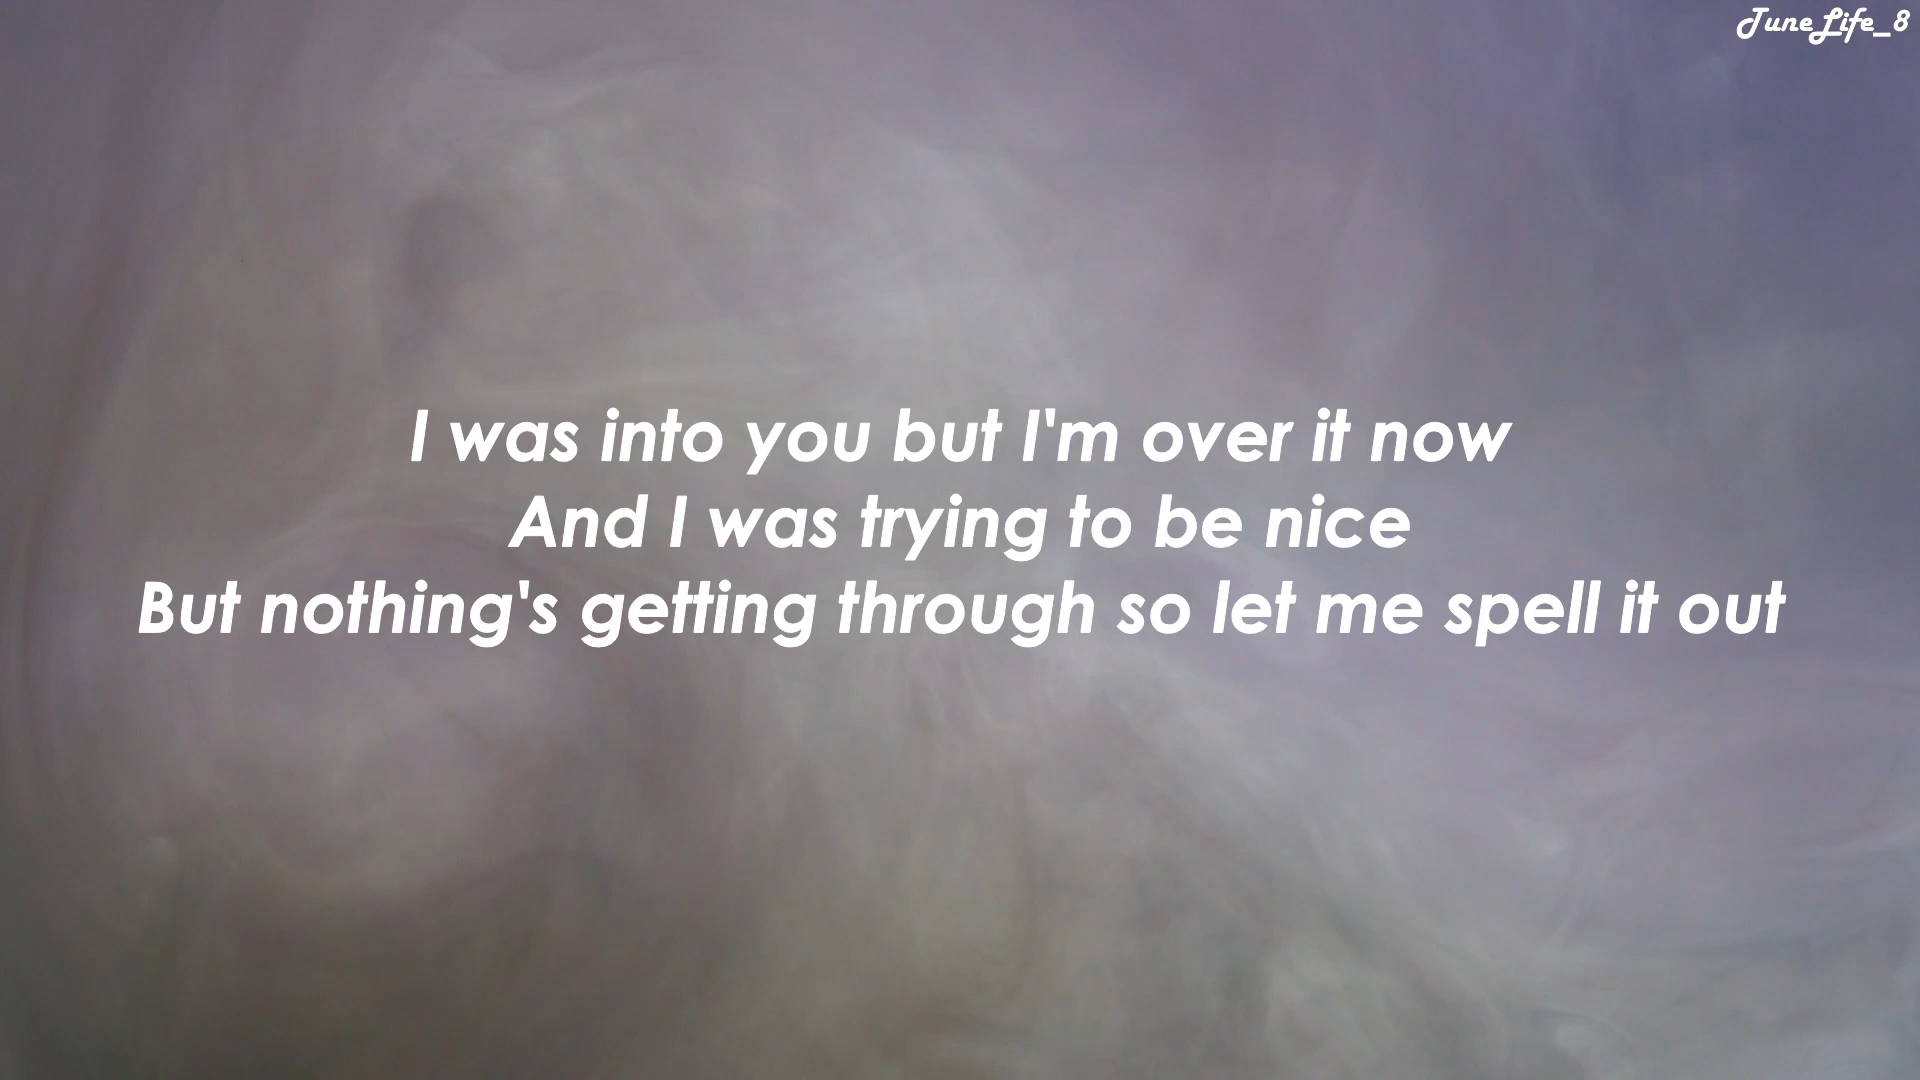 TuneLife_8
I was into you but I'm over it now
And I was trying to be nice
But nothing's getting through so let me spell it out